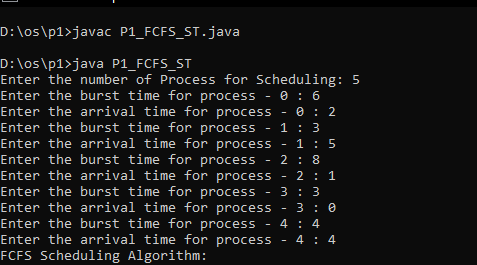 D:\os\p1>javac P1_FCFS_ST.java
D:\os\p1>java P1_FCFS_ST
Enter the number of Process for Scheduling: 5
Enter the burst time for process - 0 : 6
Enter the arrival time for process - 0 : 2
Enter the burst time for process - 1 : 3
Enter the arrival time for process - 1 : 5
Enter the burst time for process - 2 : 8
Enter the arrival time for process - 2 : 1
Enter the burst time for process - 3 : 3
Enter the arrival time for process - 3 : 0
Enter the burst time for process - 4 : 4
Enter the arrival time for process - 4 : 4
FCFS Scheduling Algorithm: